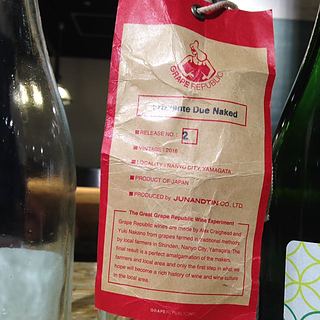 GRAPE REPUBLIC
Due Naked
RELEASE NO.: 2
VINTAGE : 2018
LOCALITY : NANYO CITY, YAMAGATA
PRODUCT OF JAPAN
PRODUCED by JUNANDTIN CO., LTD.
The Great Grape Republic Wine Experiment
Grape Republic wines are made by Alex Craighead and
Yuki Nakano from grapes farmed in traditional methods
by local farmers in Shinden, Nanyo City, Yamagata. The
final result is a perfect amalgamation of the makers,
farmers and local area and only the first step in what we
hope will become a rich history of wine and wine culture
in the local area.
GRAPE REPUBLIC